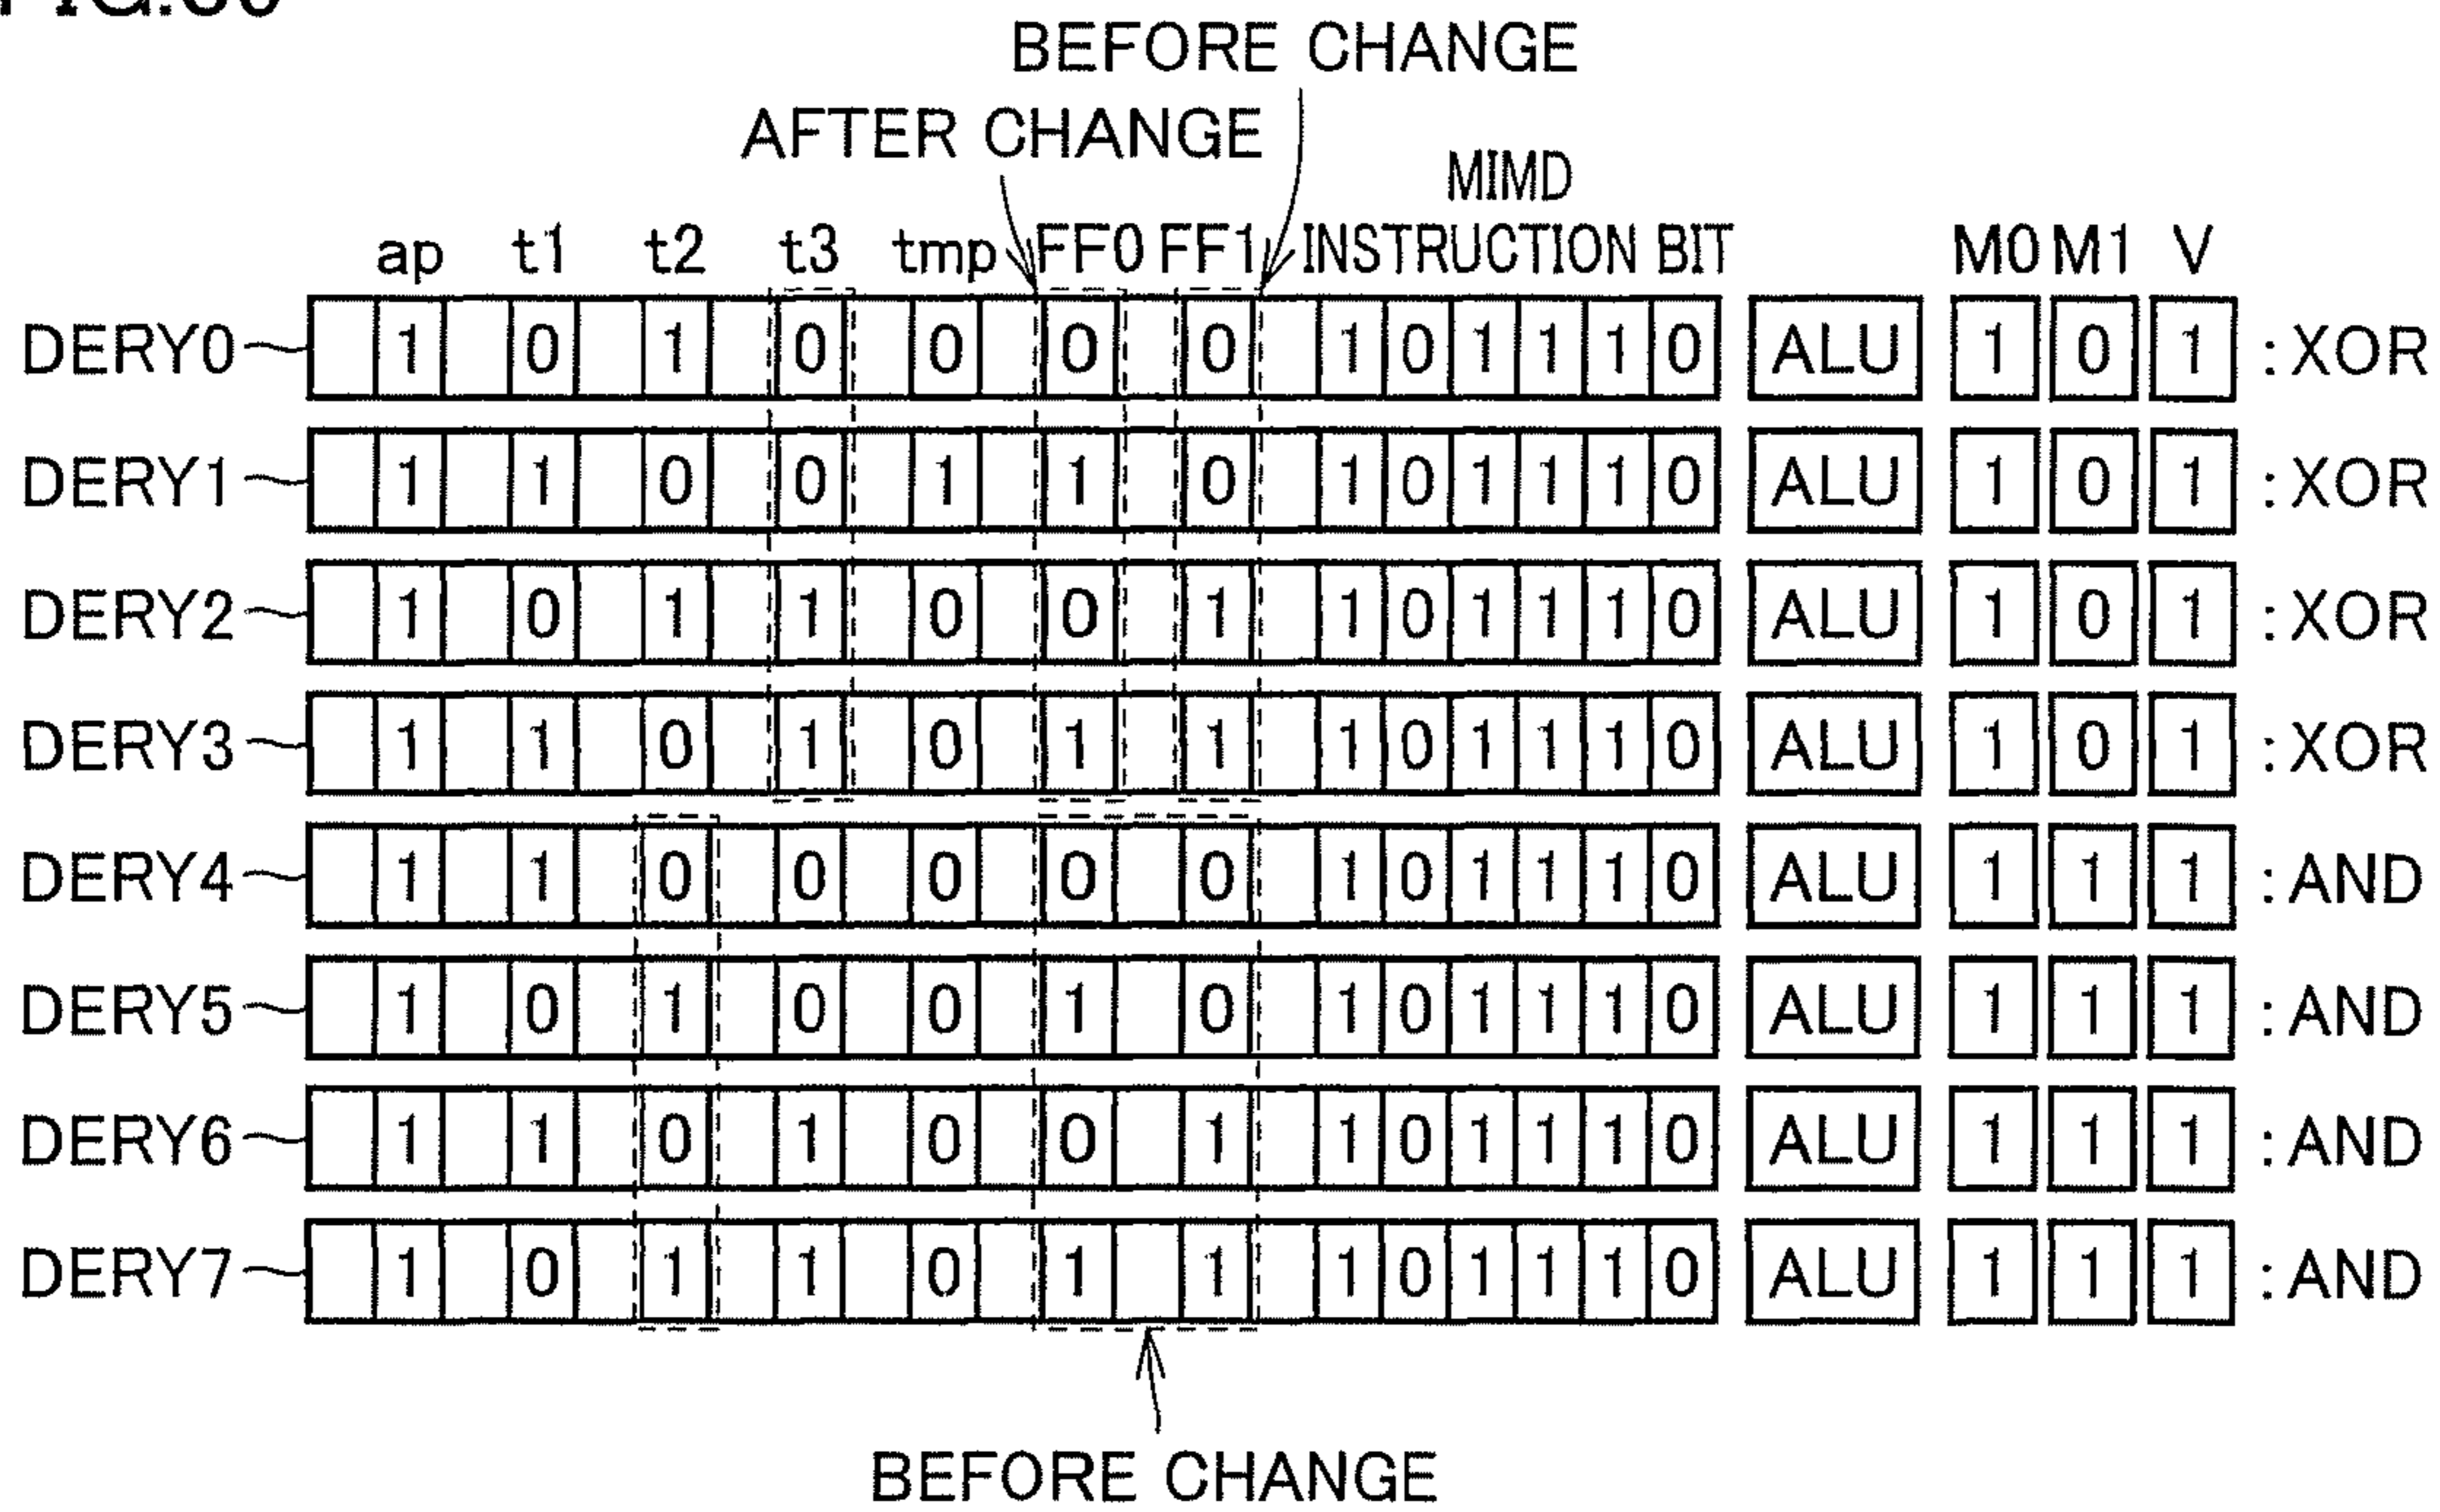 BEFORE CHANGE
AFTER CHANGE
MIMD
ap t1 t2 t3 tmp FF0 FF1 INSTRUCTION BIT M0 M1 V
DERY0 1 0 1 0 0 0 0 1 0 1 1 1 0 ALU 1 0 1 :XOR
DERY1 1 1 0 0 1 1 0 1 0 1 1 1 0 ALU 1 0 1 :XOR
DERY2 1 0 1 1 0 0 1 1 0 1 1 1 0 ALU 1 0 1 :XOR
DERY3 1 1 0 1 0 1 1 1 0 1 1 1 0 ALU 1 0 1 :XOR
DERY4 1 1 0 0 0 0 0 1 0 1 1 1 0 ALU 1 1 1 :AND
DERY5 1 0 1 0 0 1 0 1 0 1 1 1 0 ALU 1 1 1 :AND
DERY6 1 1 0 1 0 0 1 1 0 1 1 1 0 ALU 1 1 1 :AND
DERY7 1 0 1 1 0 1 1 1 0 1 1 1 0 ALU 1 1 1 :AND
BEFORE CHANGE